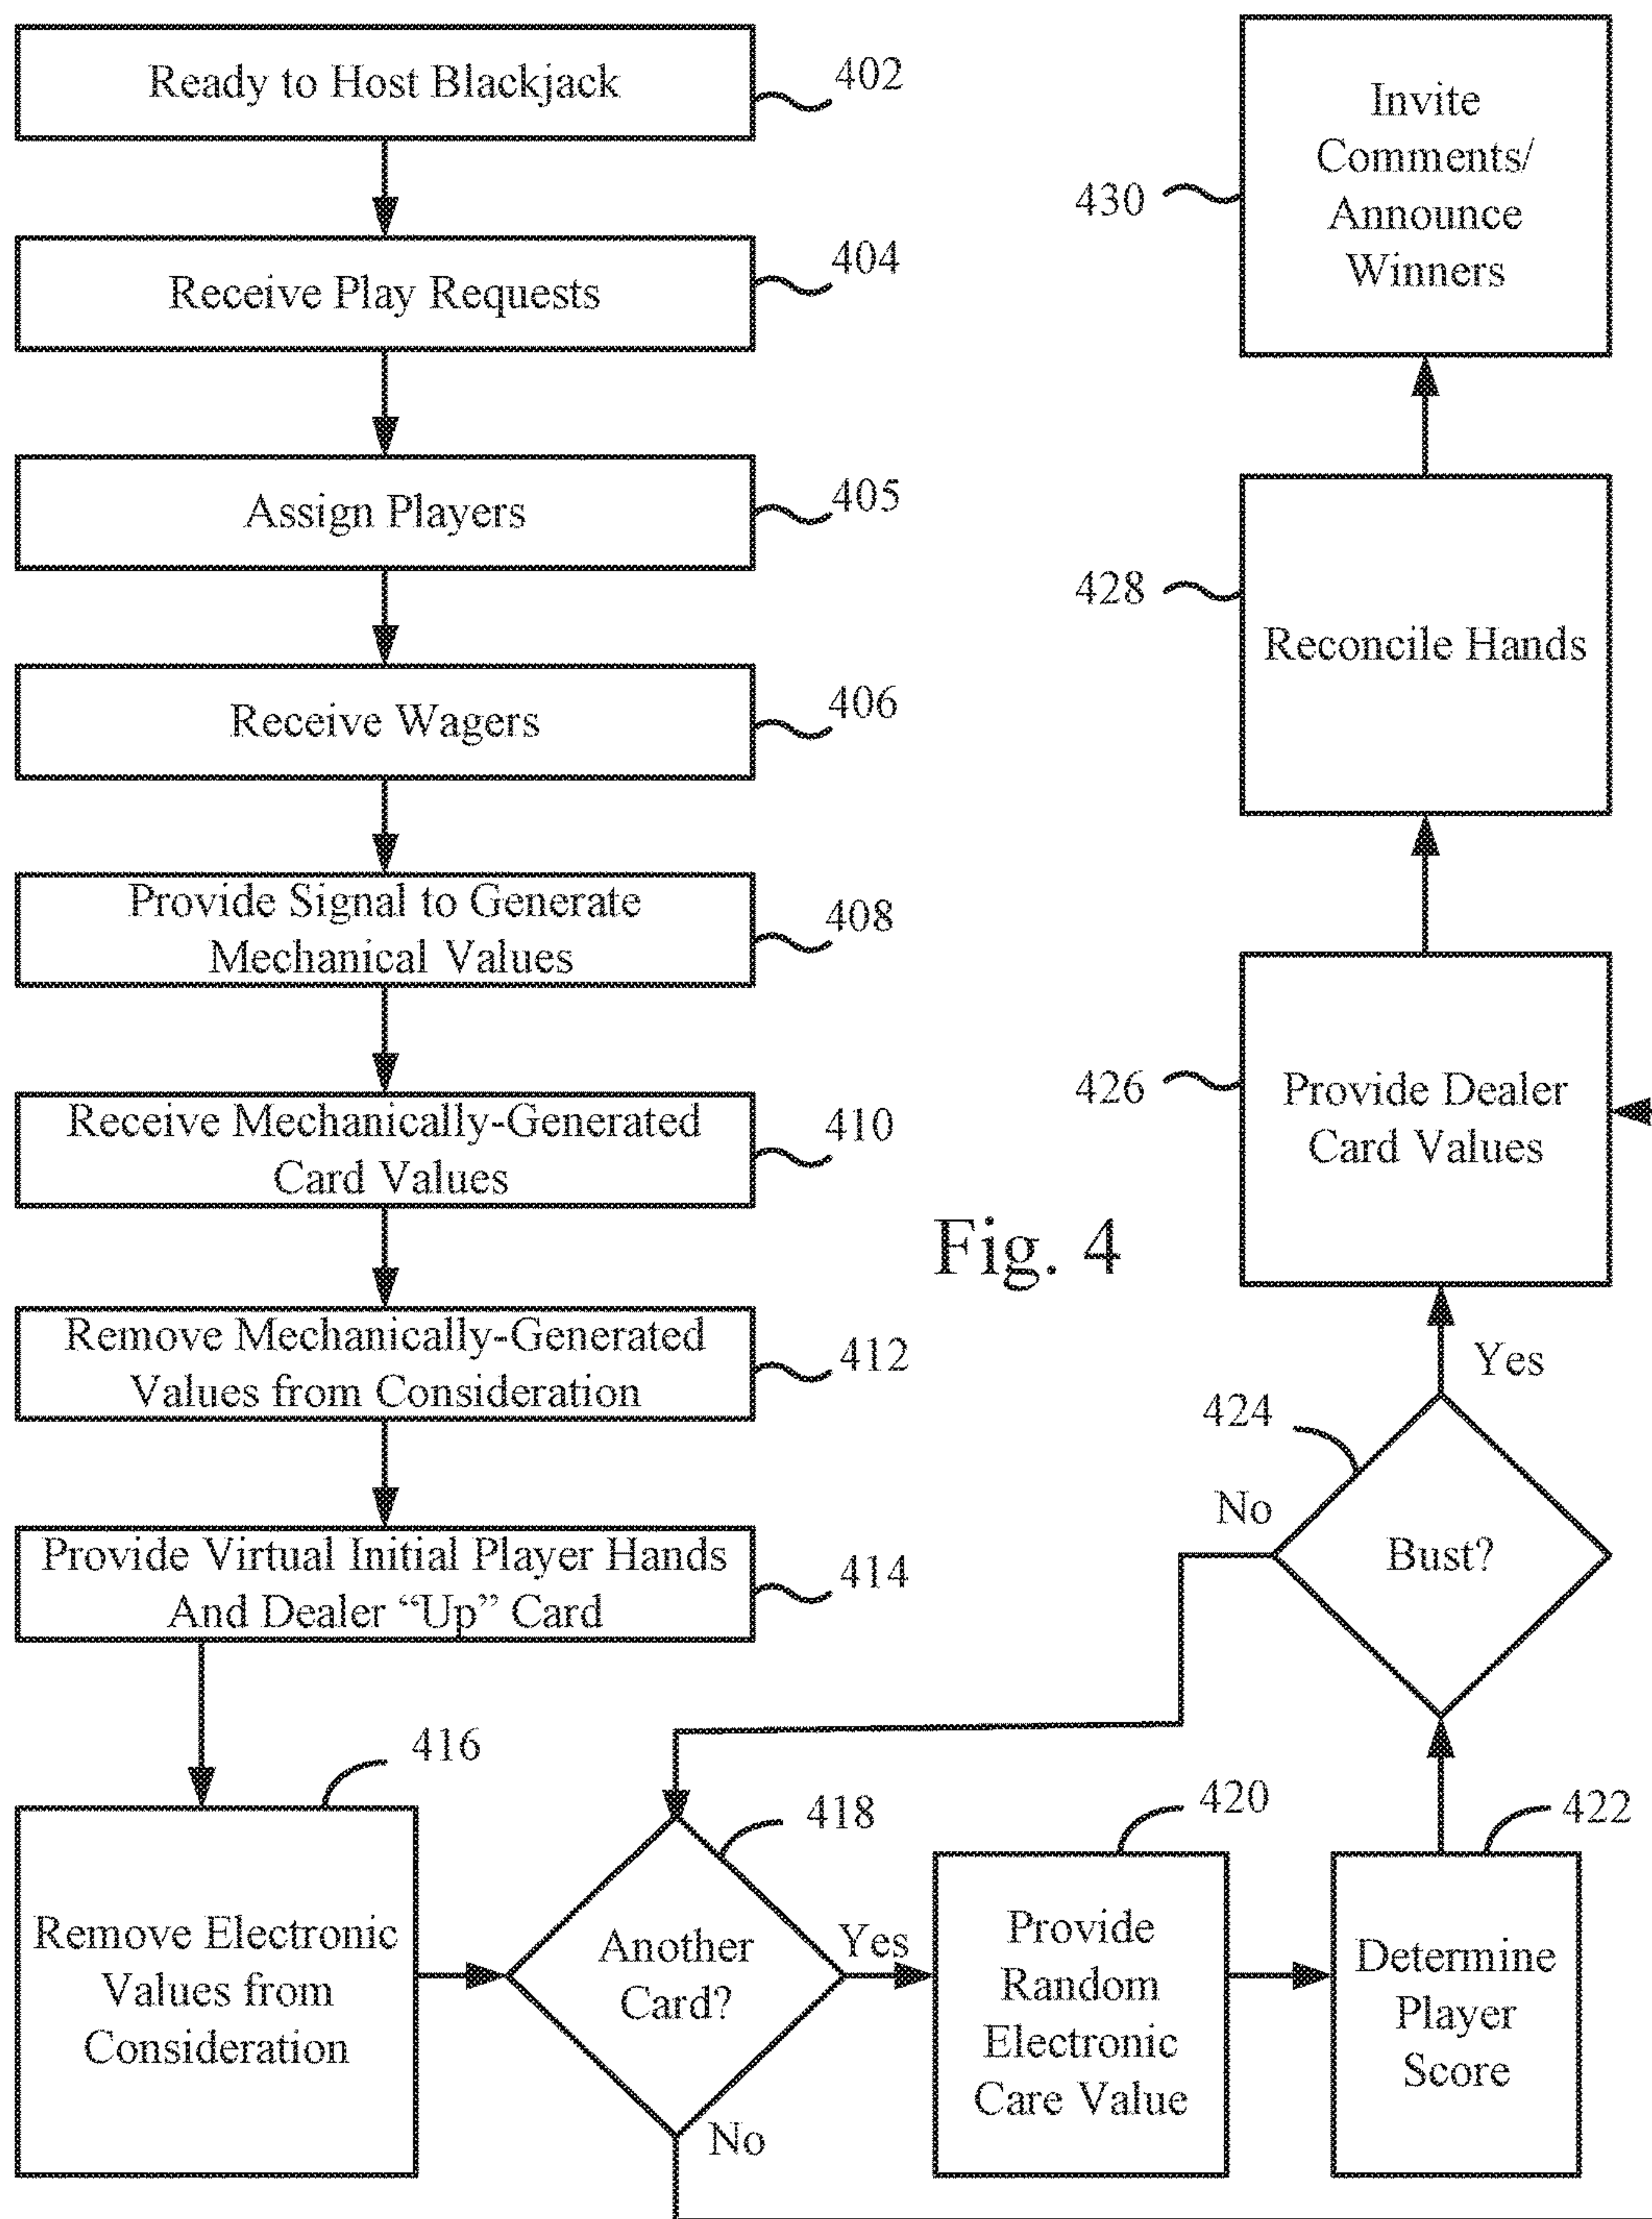 Ready to Host Blackjack
402
Receive Play Requests
404
Assign Players
405
Receive Wagers
406
Provide Signal to Generate
Mechanical Values
408
Receive Mechanically-Generated
Card Values
410
Remove Mechanically-Generated
Values from Consideration
412
Provide Virtual Initial Player Hands
And Dealer “Up” Card
414
Remove Electronic
Values from
Consideration
416
Another
Card?
418
Yes
No
Provide
Random
Electronic
Care Value
420
Determine
Player
Score
422
Bust?
424
No
Yes
Provide Dealer
Card Values
426
Reconcile Hands
428
Invite
Comments/
Announce
Winners
430
Fig. 4